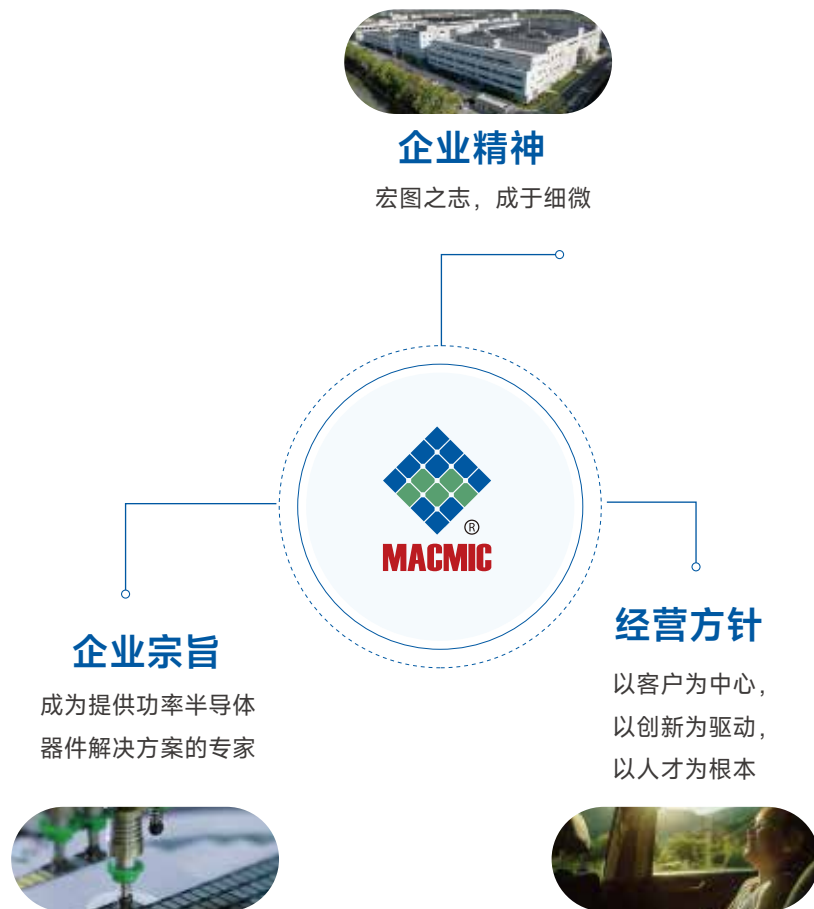 企业精神
宏图之志，成于细微
®
MACMIC
企业宗旨
成为提供功率半导体
器件解决方案的专家
经营方针
以客户为中心，
以创新为驱动，
以人才为根本